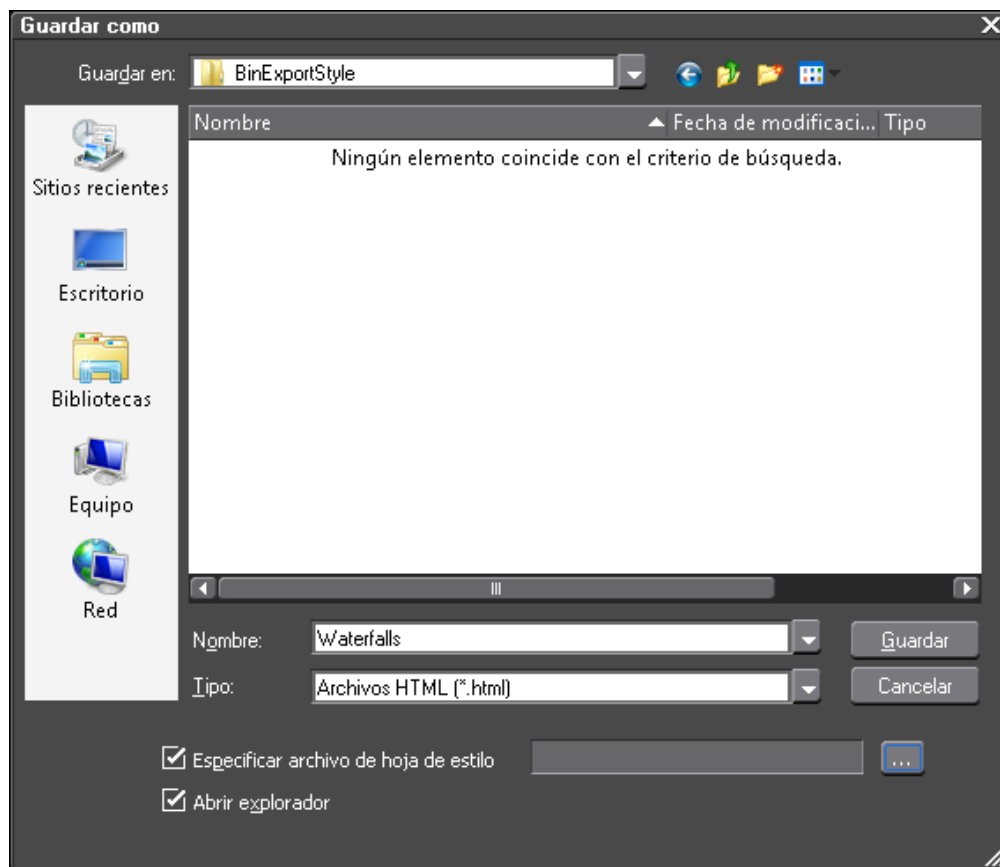 Guardar como
Guardar en: BinExportStyle
Nombre Fecha de modificaci... Tipo
Ningún elemento coincide con el criterio de búsqueda.
Sitios recientes
Escritorio
Bibliotecas
Equipo
Red
Nombre: Waterfalls Guardar
Tipo: Archivos HTML (*.html) Cancelar
Especificar archivo de hoja de estilo ...
Abrir explorador